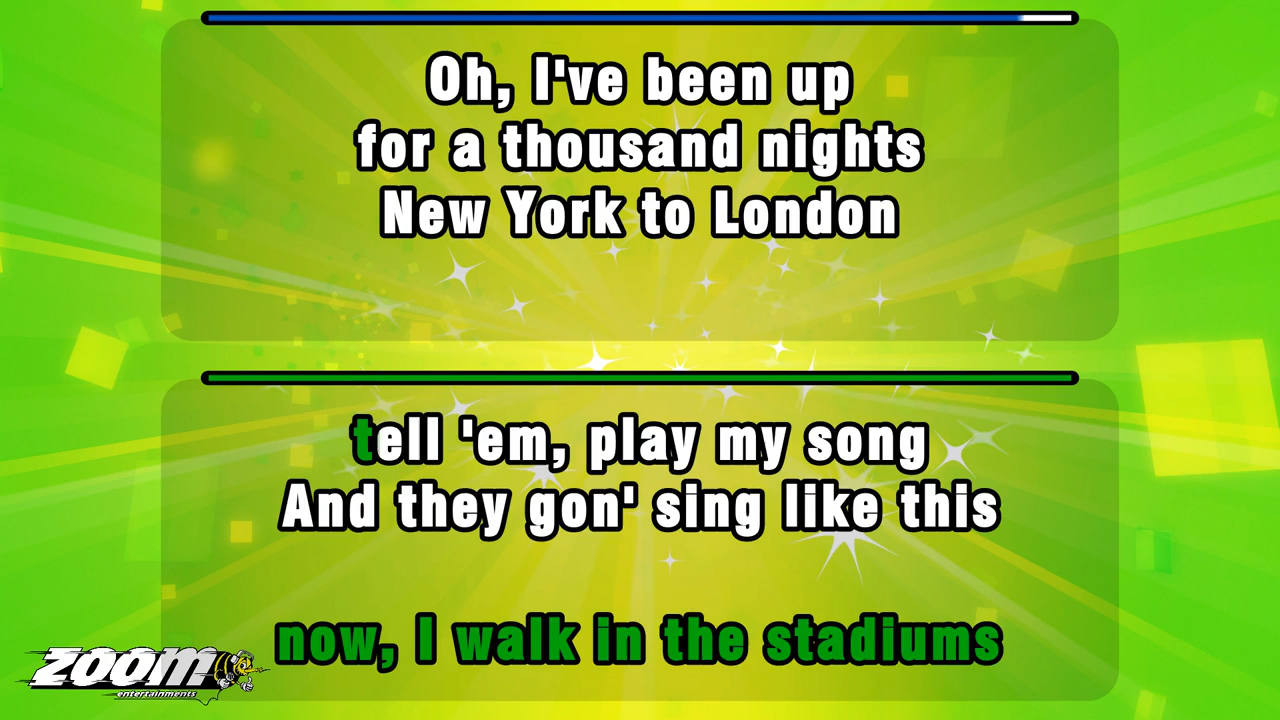 Oh, I've been up
for a thousand nights
New York to London
tell 'em, play my song
And they gon' sing like this
now, I walk in the stadiums
ZOOM
entertainments